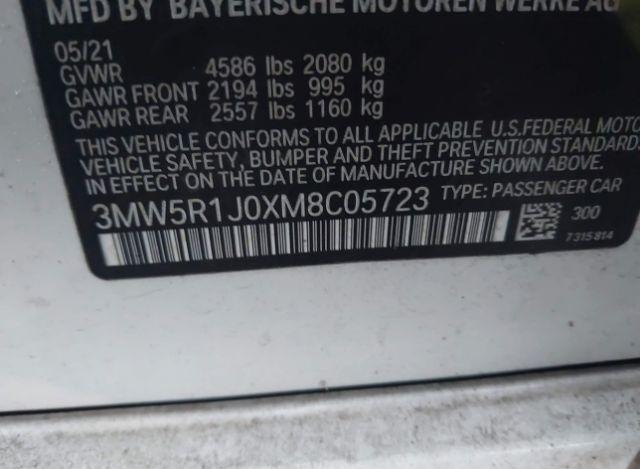 MFD BY BAYERISCHE MOTOREN WERKE AG
05/21
GVWR 4586 lbs 2080 kg
GAWR FRONT 2194 lbs 995 kg
GAWR REAR 2557 lbs 1160 kg
THIS VEHICLE CONFORMS TO ALL APPLICABLE U.S.FEDERAL MOTO
VEHICLE SAFETY, BUMPER AND THEFT PREVENTION STANDARDS
IN EFFECT ON THE DATE OF MANUFACTURE SHOWN ABOVE.
3MW5R1J0XM8C05723 TYPE: PASSENGER CAR
300
7315814